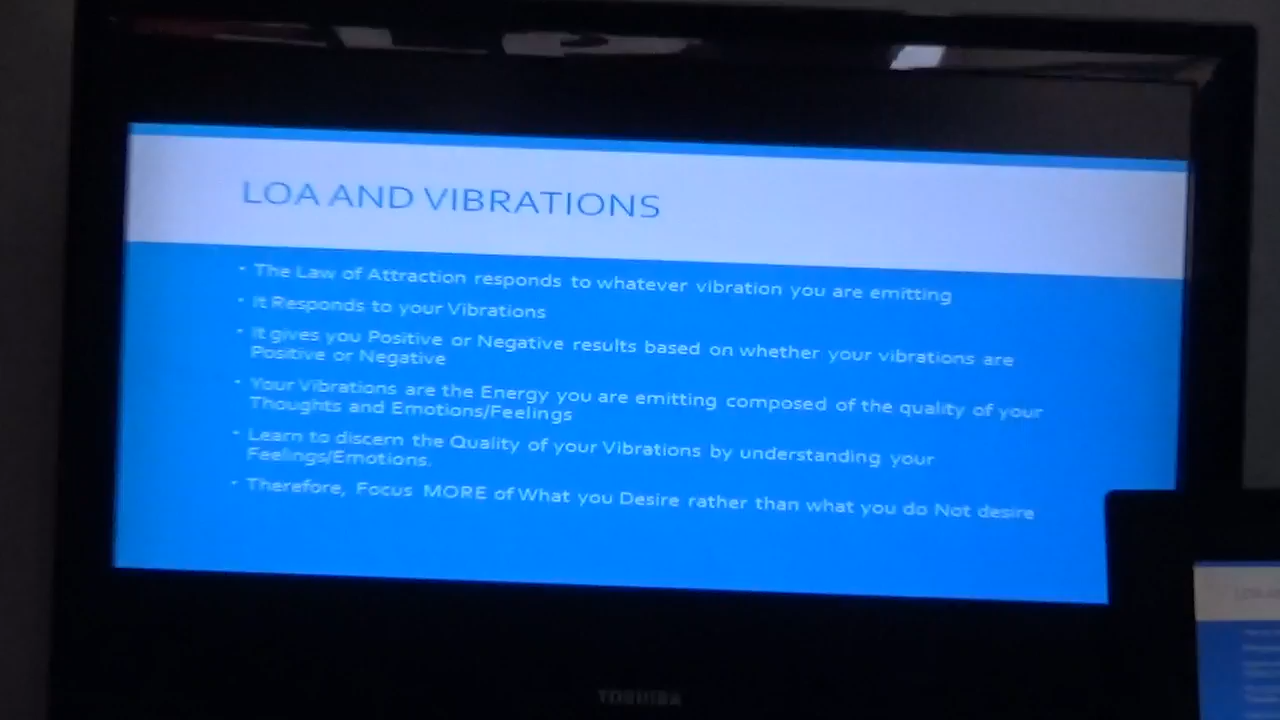 LOA AND VIBRATIONS
• The Law of Attraction responds to whatever vibration you are emitting
• It Responds to your Vibrations
• It gives you Positive or Negative results based on whether your vibrations are
Positive or Negative
• Your Vibrations are the Energy you are emitting composed of the quality of your
Thoughts and Emotions/Feelings
• Learn to discern the Quality of your Vibrations by understanding your
Feelings/Emotions.
• Therefore, Focus MORE of What you Desire rather than what you do Not desire
TOSHIBA